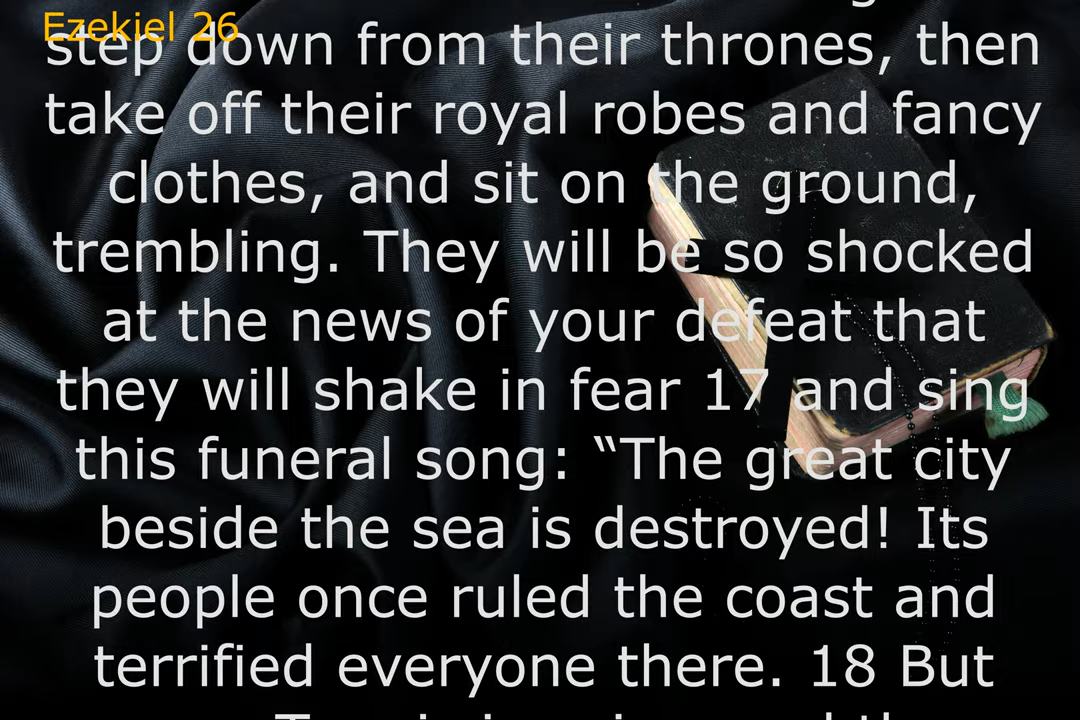 Ezekiel 26
step down from their thrones, then
take off their royal robes and fancy
clothes, and sit on the ground,
trembling. They will be so shocked
at the news of your defeat that
they will shake in fear 17 and sing
this funeral song: “The great city
beside the sea is destroyed! Its
people once ruled the coast and
terrified everyone there. 18 But